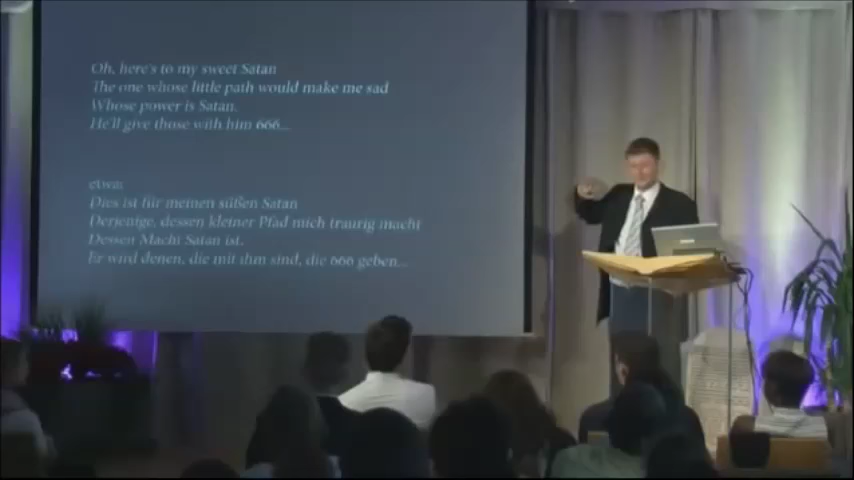 Oh, here's to my sweet Satan
The one whose little path would make me sad
Whose power is Satan.
He'll give those with him 666...
etwa:
Dies ist für meinen süßen Satan
Derjenige, dessen kleiner Pfad mich traurig macht
Dessen Macht Satan ist.
Er wird denen, die mit ihm sind, die 666 geben...